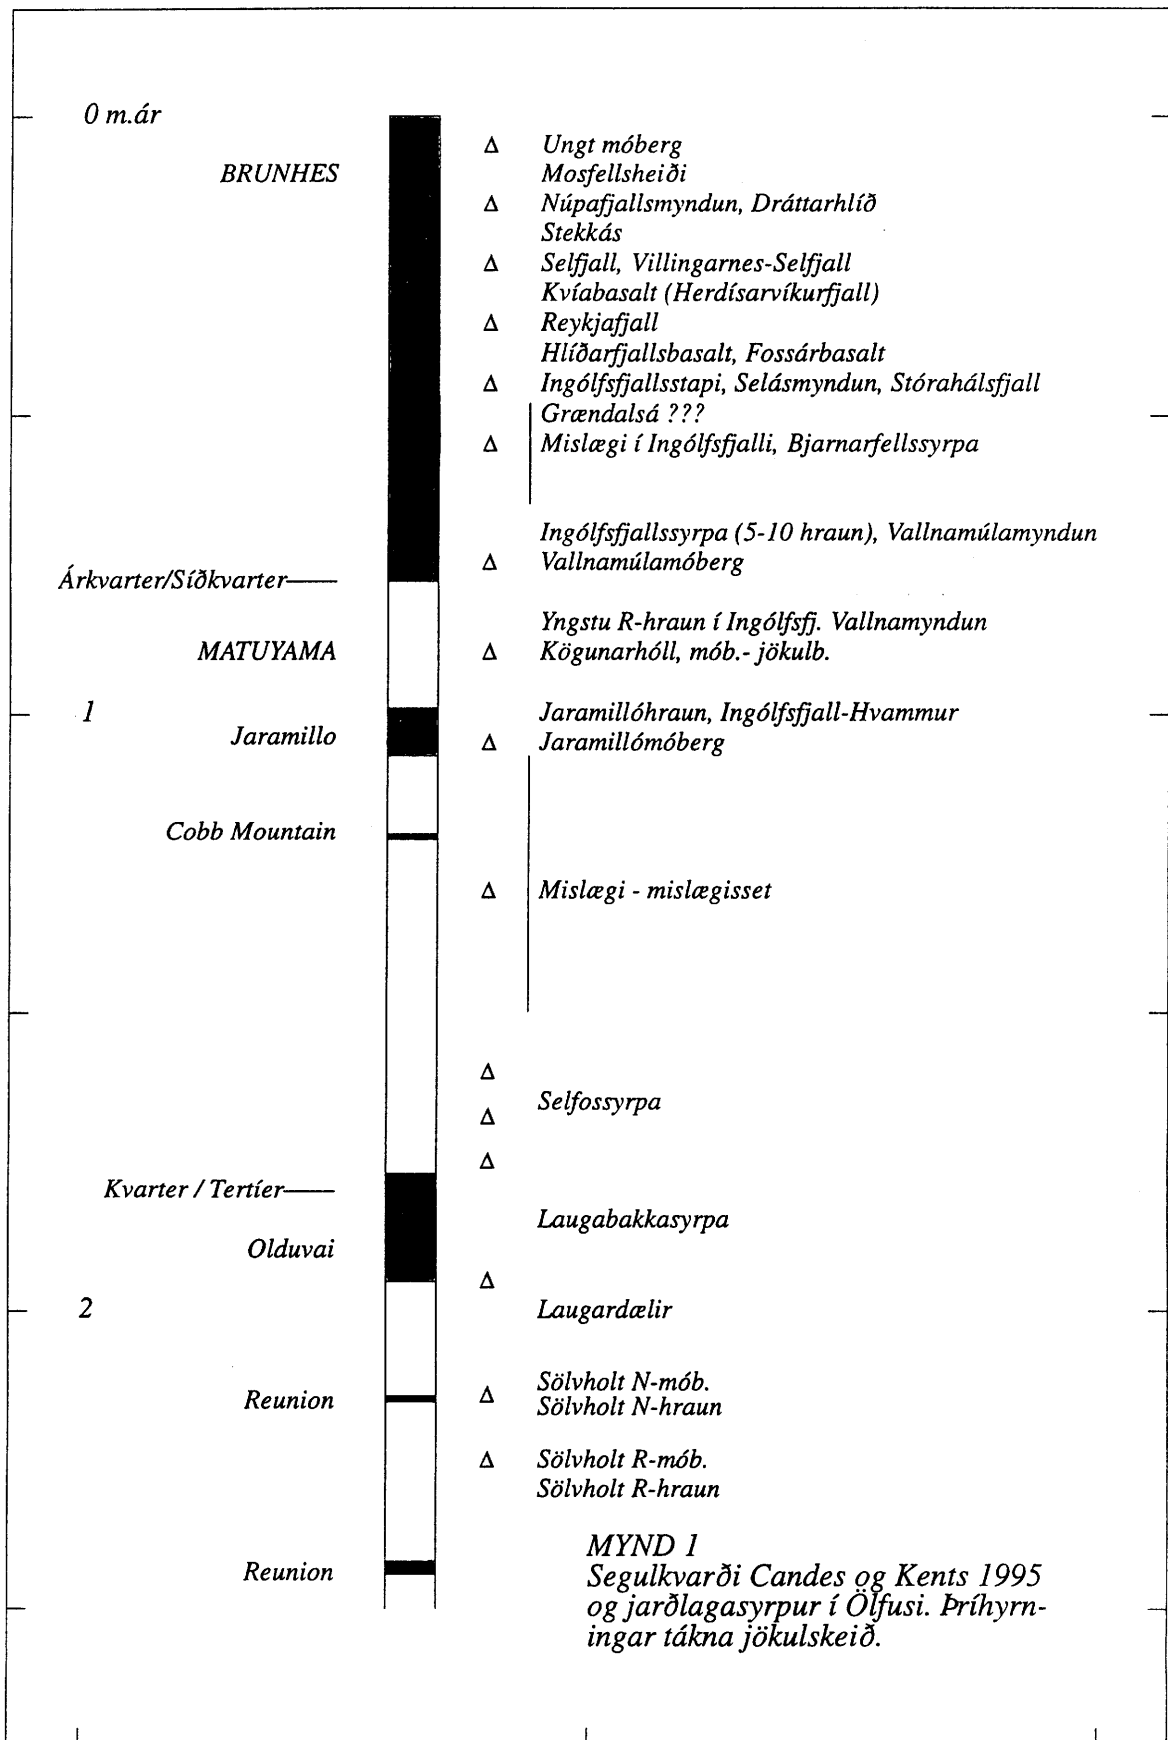 0 m.ár
BRUNHES
Δ Ungt móberg
Mosfellsheiði
Δ Núpafjallsmyndun, Dráttarhlíð
Stekkás
Δ Selfjall, Villingarnes-Selfjall
Kvíabasalt (Herdísarvíkurfjall)
Δ Reykjafjall
Hlíðarfjallsbasalt, Fossárbasalt
Δ Ingólfsfjallsstapi, Selásmyndun, Stórahálsfjall
Grændalsá ???
Δ Mislægi í Ingólfsfjalli, Bjarnarfellssyrpa
Ingólfsfjallssyrpa (5-10 hraun), Vallnamúlamyndun
Δ Vallnamúlamóberg
Árkvarter/Síðkvarter
Yngstu R-hraun í Ingólfsfj. Vallnamyndun
MATUYAMA
Δ Kögunarhóll, mób.- jökulb.
1
Jaramillóhraun, Ingólfsfjall-Hvammur
Jaramillo
Δ Jaramillómóberg
Cobb Mountain
Δ Mislægi - mislægisset
Δ
Selfossyrpa
Δ
Δ
Kvarter / Tertíer
Laugabakkasyrpa
Olduvai
Δ
2
Laugardælir
Sölvholt N-mób.
Reunion
Δ
Sölvholt N-hraun
Δ Sölvholt R-mób.
Sölvholt R-hraun
Reunion
MYND 1
Segulkvarði Candes og Kents 1995
og jarðlagasyrpur í Ölfusi. Þríhyrn-
ingar tákna jökulskeið.